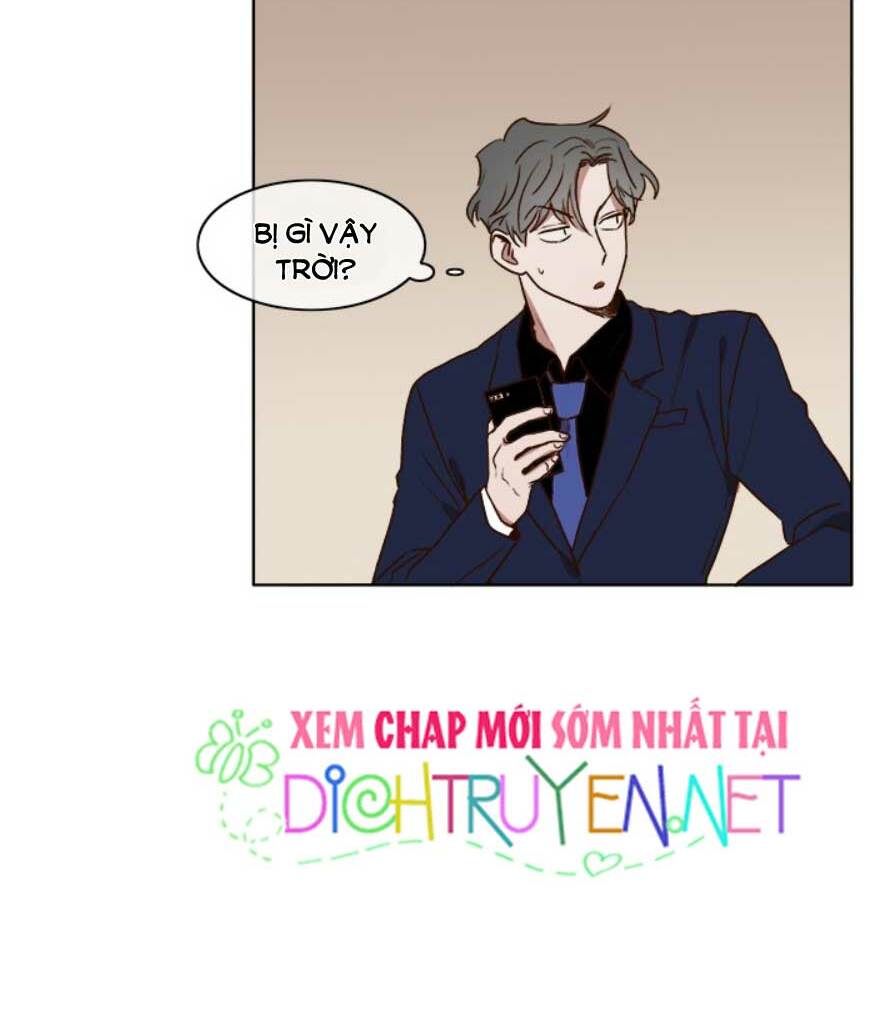 BỊ GÌ VẬY
TRỜI?
XEM CHAP MỚI SỚM NHẤT TẠI
DICHTRUYEN.NET